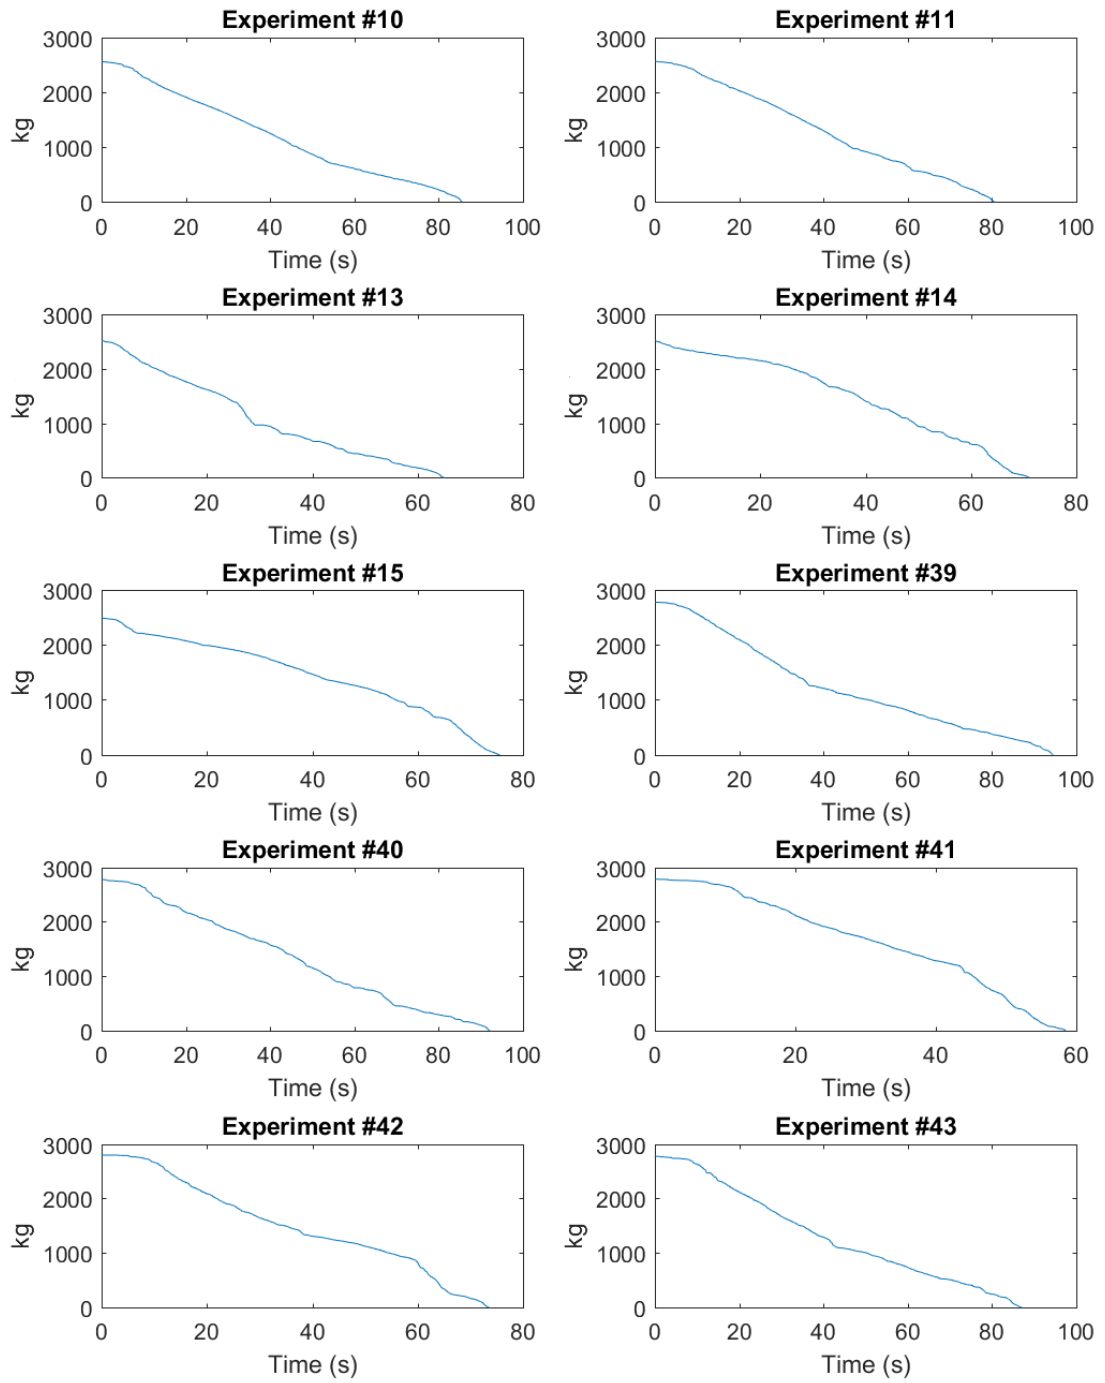 Experiment #10
3000
2000
1000
0
kg
0 20 40 60 80 100
Time (s)
Experiment #11
3000
2000
1000
0
kg
0 20 40 60 80 100
Time (s)
Experiment #13
3000
2000
1000
0
kg
0 20 40 60 80
Time (s)
Experiment #14
3000
2000
1000
0
kg
0 20 40 60 80
Time (s)
Experiment #15
3000
2000
1000
0
kg
0 20 40 60 80
Time (s)
Experiment #39
3000
2000
1000
0
kg
0 20 40 60 80 100
Time (s)
Experiment #40
3000
2000
1000
0
kg
0 20 40 60 80 100
Time (s)
Experiment #41
3000
2000
1000
0
kg
0 20 40 60
Time (s)
Experiment #42
3000
2000
1000
0
kg
0 20 40 60 80
Time (s)
Experiment #43
3000
2000
1000
0
kg
0 20 40 60 80 100
Time (s)